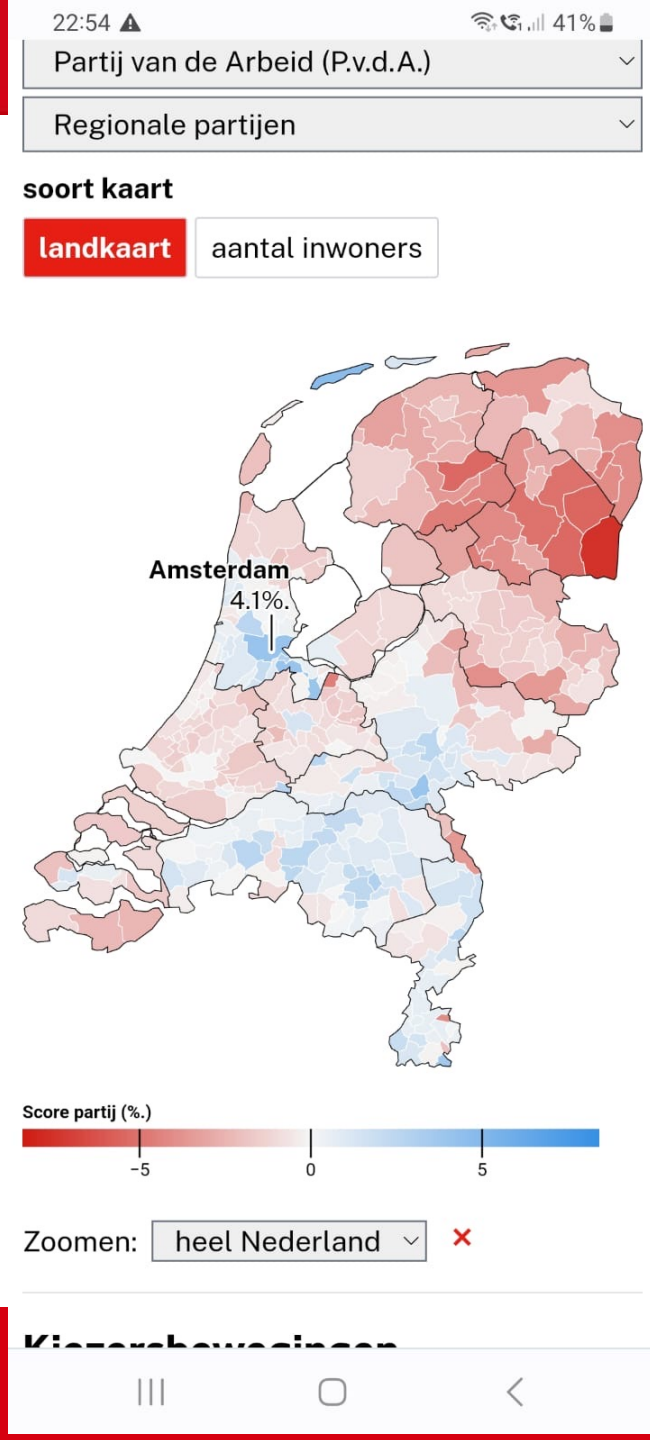 22:54
41%
Partij van de Arbeid (P.v.d.A.)
Regionale partijen
soort kaart
landkaart
aantal inwoners
Amsterdam
4.1%.
Score partij (%.)
−5
0
5
Zoomen:
heel Nederland
Kiezersbewegingen